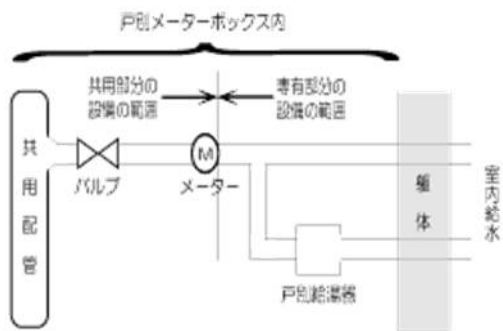 戸別メーターボックス内
共用部分の
設備の範囲
専有部分の
設備の範囲
共用配管
バルブ
M
メーター
戸別給湯器
躯体
室内給水